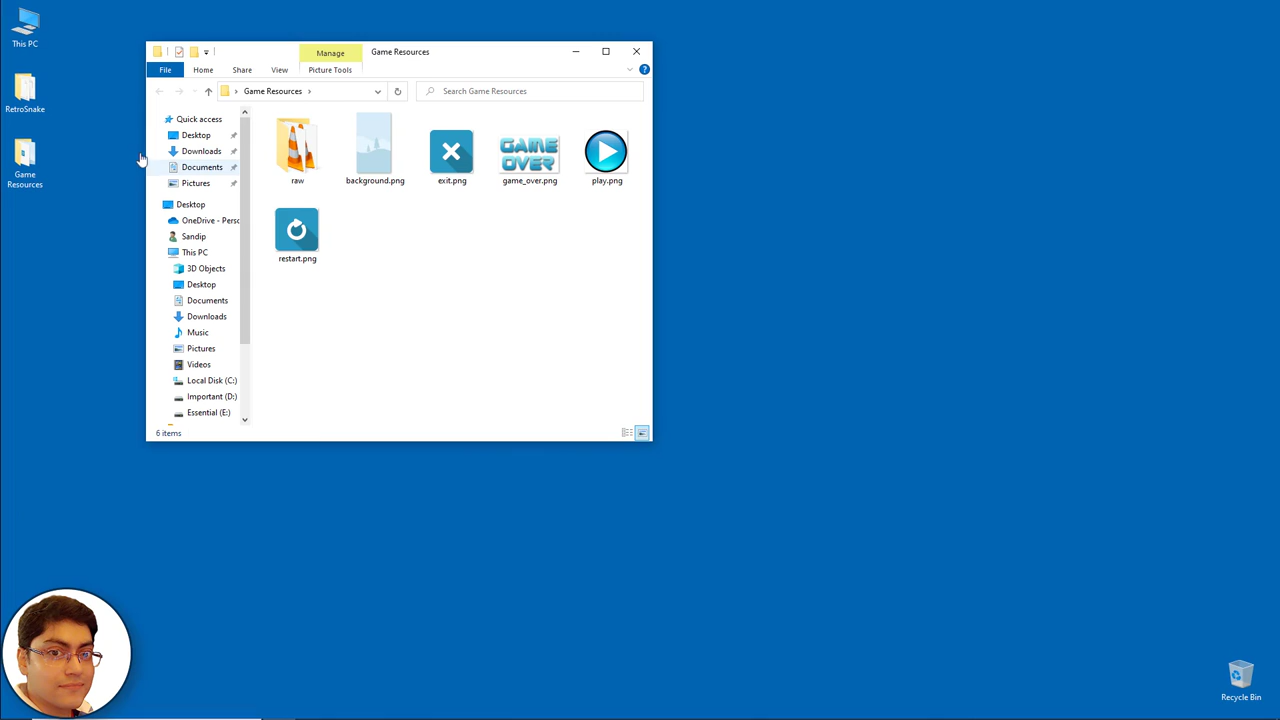 This PC
RetroSnake
Game
Resources
Manage
Game Resources
File
Home
Share
View
Picture Tools
Game Resources
Search Game Resources
Quick access
Desktop
Downloads
Documents
Pictures
Desktop
OneDrive - Perso
Sandip
This PC
3D Objects
Desktop
Documents
Downloads
Music
Pictures
Videos
Local Disk (C:)
Important (D:)
Essential (E:)
raw
background.png
exit.png
GAME
OVER
game_over.png
play.png
restart.png
6 items
Recycle Bin